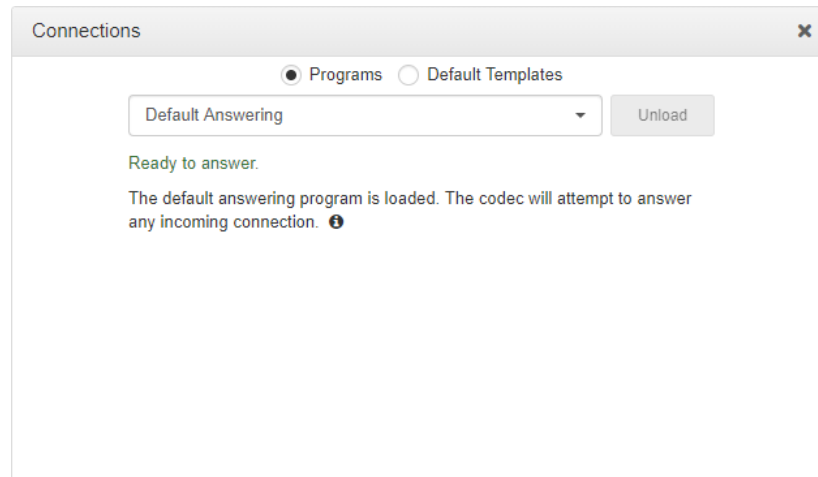 Connections
Programs Default Templates
Default Answering Unload
Ready to answer.
The default answering program is loaded. The codec will attempt to answer
any incoming connection.